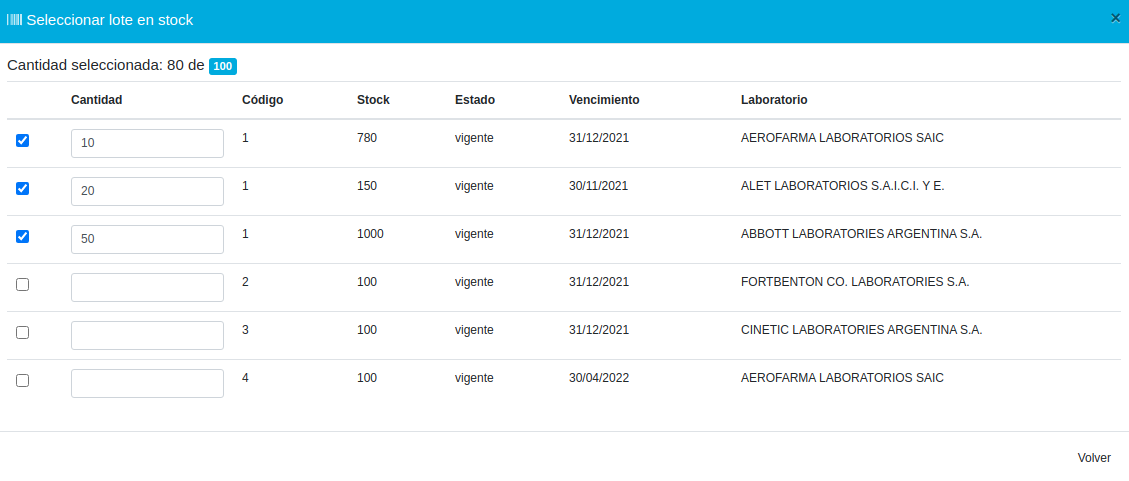 Seleccionar lote en stock ×
Cantidad seleccionada: 80 de 100
Cantidad Código Stock Estado Vencimiento Laboratorio
10 1 780 vigente 31/12/2021 AEROFARMA LABORATORIOS SAIC
20 1 150 vigente 30/11/2021 ALET LABORATORIOS S.A.I.C.I. Y E.
50 1 1000 vigente 31/12/2021 ABBOTT LABORATORIES ARGENTINA S.A.
2 100 vigente 31/12/2021 FORTBENTON CO. LABORATORIES S.A.
3 100 vigente 31/12/2021 CINETIC LABORATORIES ARGENTINA S.A.
4 100 vigente 30/04/2022 AEROFARMA LABORATORIOS SAIC
Volver